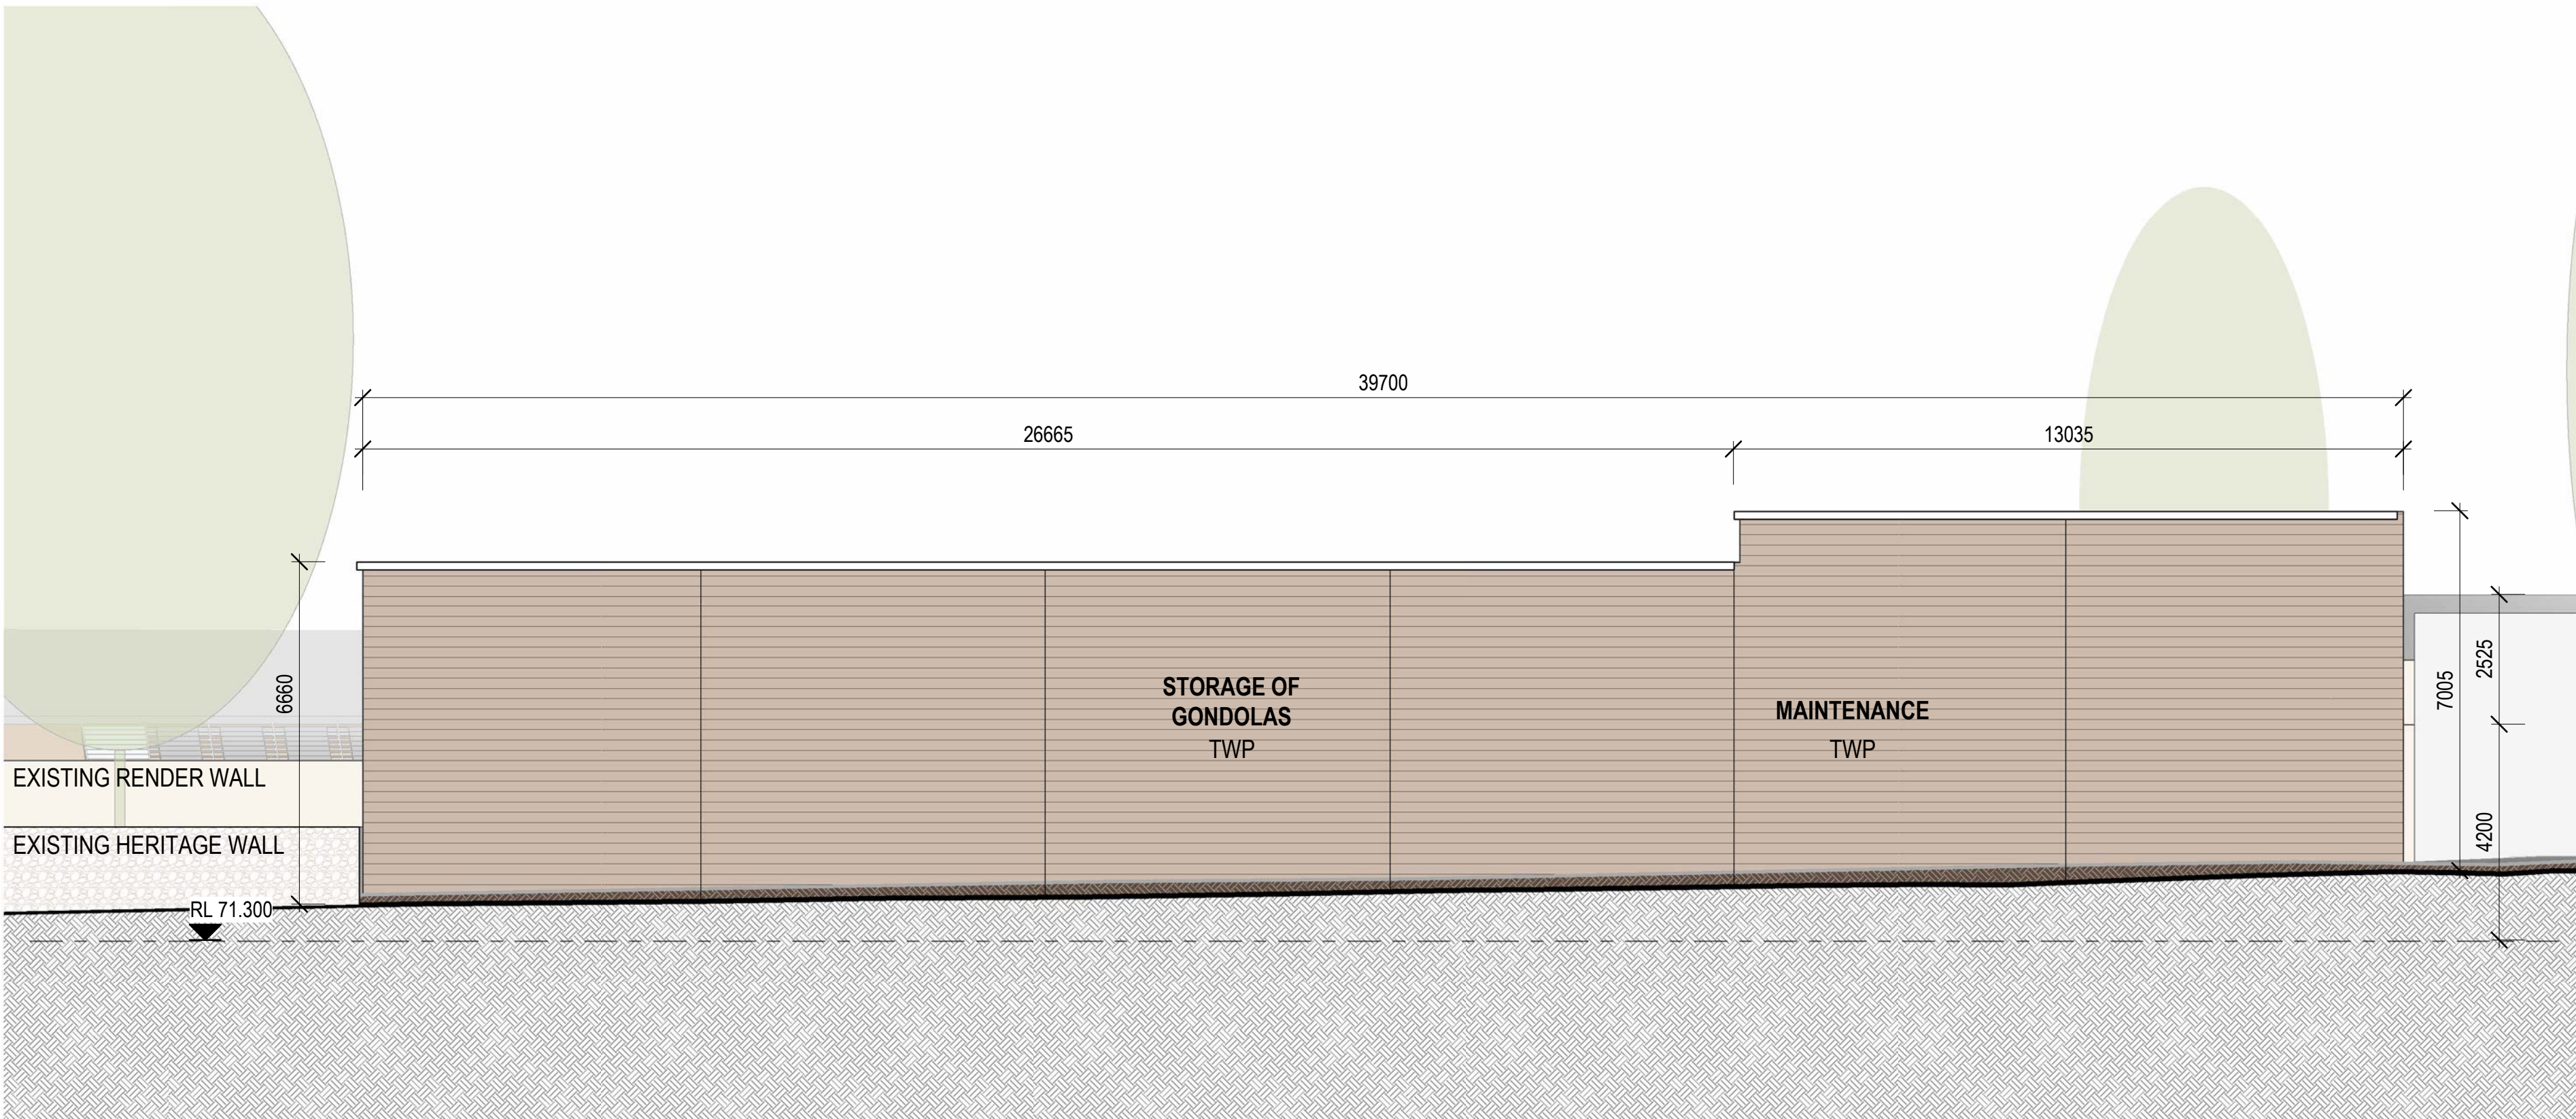 39700
26665
13035
6660
STORAGE OF
GONDOLAS
TWP
MAINTENANCE
TWP
7005
2525
4200
EXISTING RENDER WALL
EXISTING HERITAGE WALL
RL 71.300